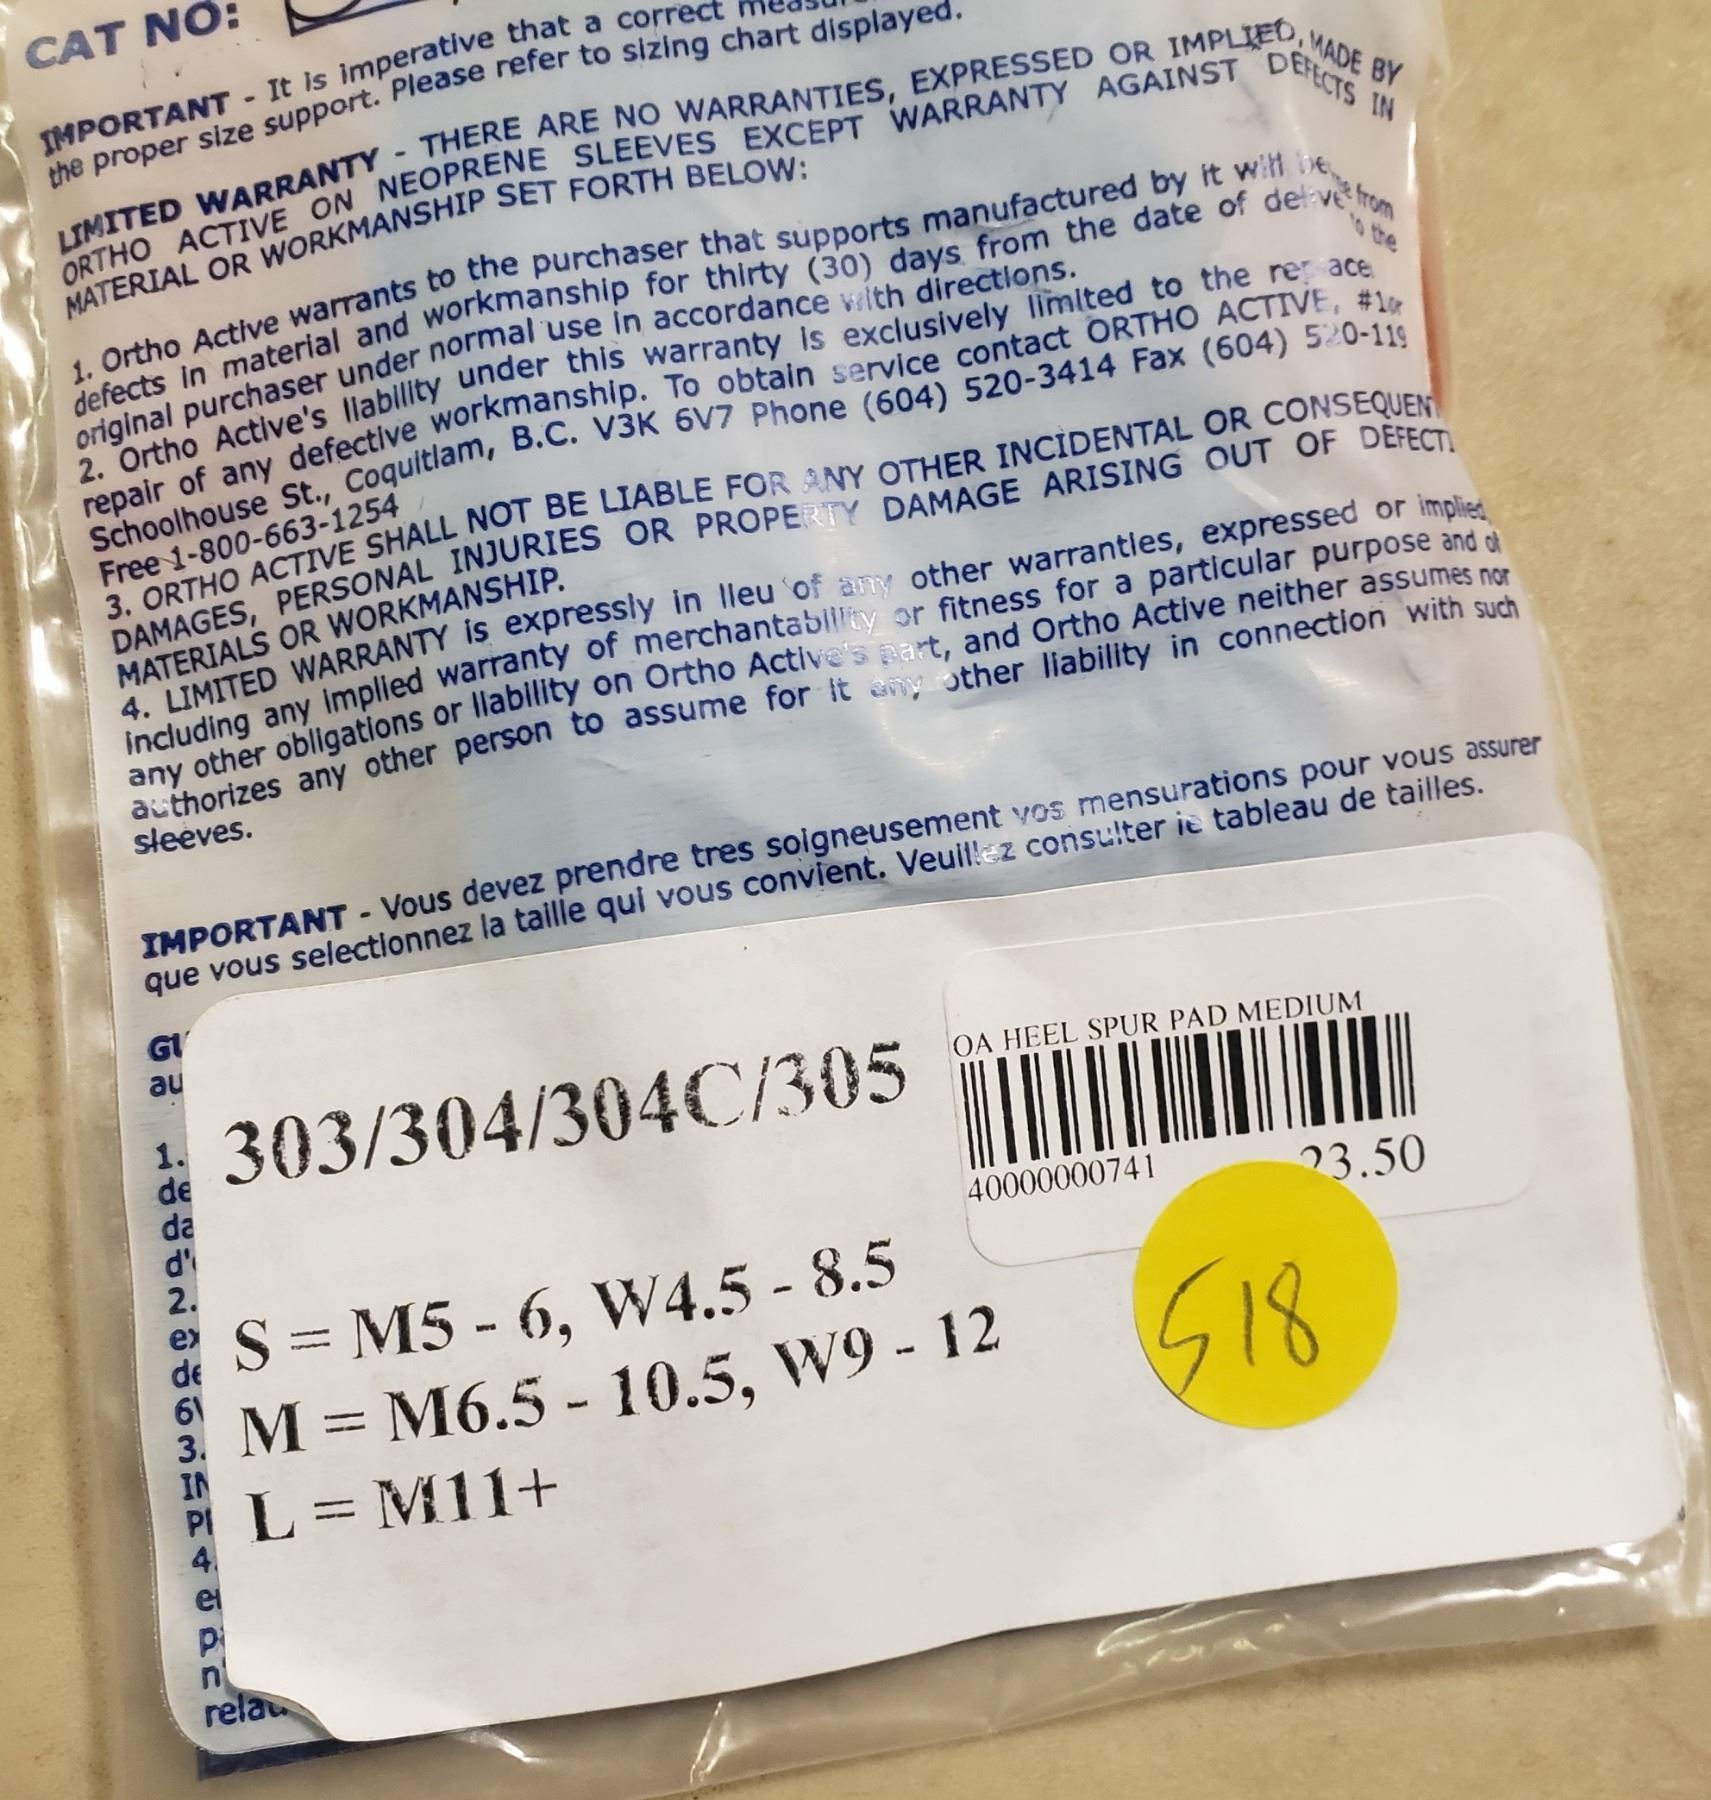 CAT NO:
IMPORTANT - It is imperative that a correct
the proper size support. Please refer to sizing chart displayed.
LIMITED WARRANTY - THERE ARE NO WARRANTIES, EXPRESSED OR IMPLIED, MADE BY
ORTHO ACTIVE ON NEOPRENE SLEEVES EXCEPT WARRANTY AGAINST DEFECTS IN
MATERIAL OR WORKMANSHIP SET FORTH BELOW:
1. Ortho Active warrants to the purchaser that supports manufactured by it will be
defects in material and workmanship for thirty (30) days from the date of from
original purchaser under normal use in accordance with directions. to the
2. Ortho Active's liability under this warranty is exclusively limited to the
repair of any defective workmanship. To obtain service contact ORTHO ACTIVE,
Schoolhouse St., Coquitlam, B.C. V3K 6V7 Phone (604) 520-3414 Fax (604)
Free 1-800-663-1254
3. ORTHO ACTIVE SHALL NOT BE LIABLE FOR ANY OTHER INCIDENTAL OR
DAMAGES, PERSONAL INJURIES OR PROPERTY DAMAGE ARISING OUT OF
MATERIALS OR WORKMANSHIP.
4. LIMITED WARRANTY is expressly in lieu of any other warranties, expressed or implied
including any implied warranty of merchantability or fitness for a particular purpose and of
any other obligations or liability on Ortho Active's part, and Ortho Active neither assumes nor
authorizes any other person to assume for it any other liability in connection with such
sleeves.
IMPORTANT - Vous devez prendre tres soigneusement vos mensurations pour vous assurer
que vous selectionnez la taille qui vous convient. Veuillez consulter le tableau de tailles.
303/304/304C/305
S = M5 - 6, W4.5 - 8.5
M = M6.5 - 10.5, W9 - 12
L = M11+
OA HEEL SPUR PAD MEDIUM
40000000741 23.50
518
1.
2.
3.
4.